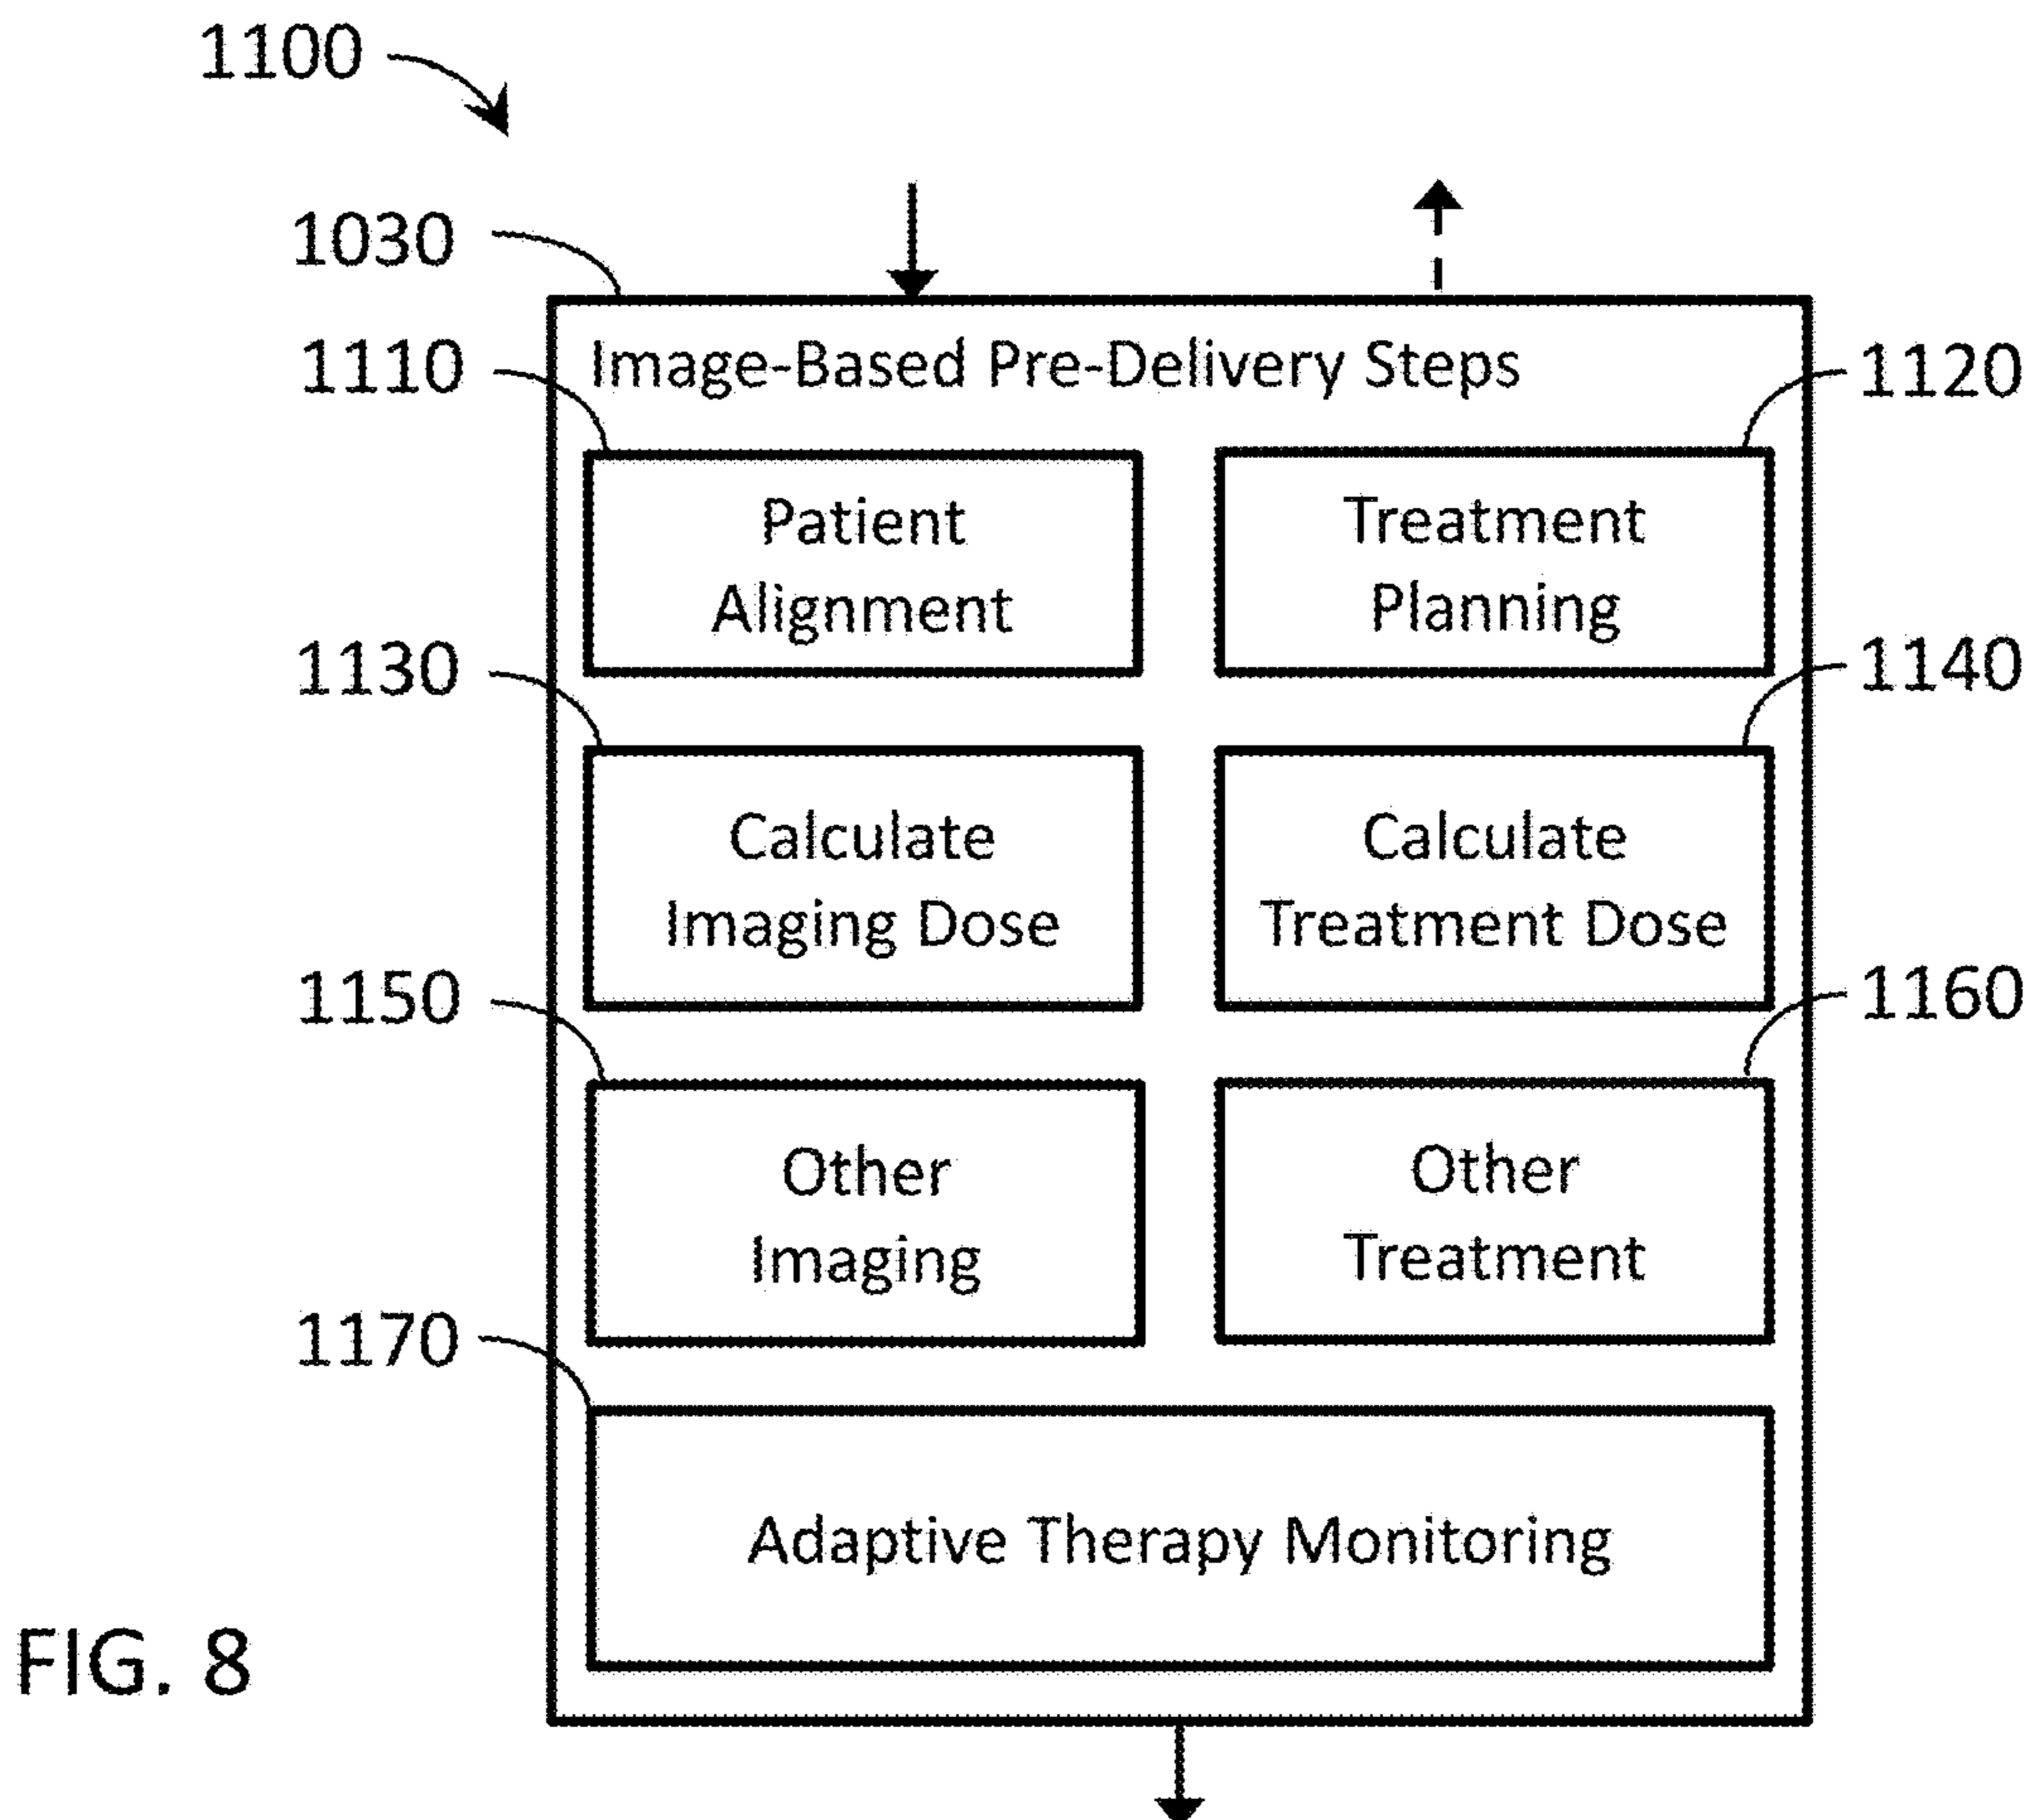 1100
1030
Image-Based Pre-Delivery Steps
1110
1120
Patient
Alignment
Treatment
Planning
1130
1140
Calculate
Imaging Dose
Calculate
Treatment Dose
1150
1160
Other
Imaging
Other
Treatment
1170
Adaptive Therapy Monitoring
FIG. 8